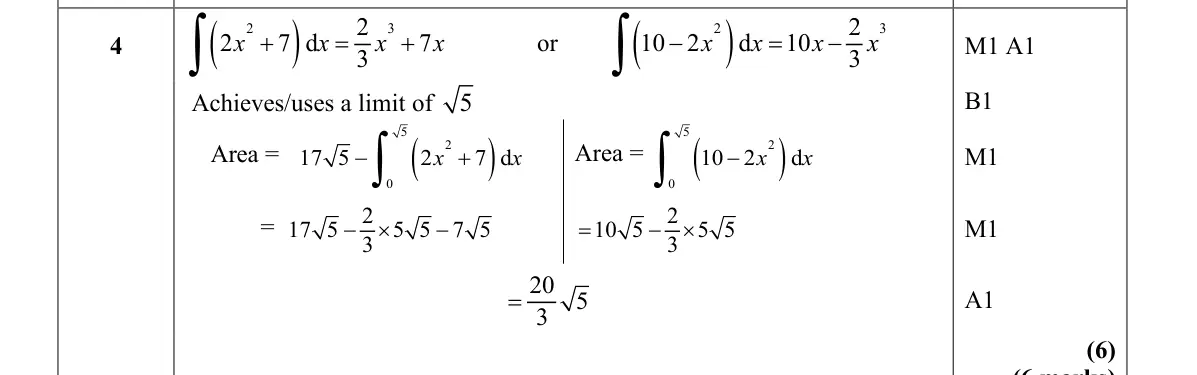 4 ∫(2x² + 7) dx = 2/3 x³ + 7x or ∫(10 − 2x²) dx = 10x − 2/3 x³ M1 A1
Achieves/uses a limit of √5 B1
Area = 17√5 − ∫₀^√5 (2x² + 7) dx Area = ∫₀^√5 (10 − 2x²) dx M1
= 17√5 − 2/3 × 5√5 − 7√5 = 10√5 − 2/3 × 5√5 M1
= 20/3 √5 A1
(6)
(6 marks)